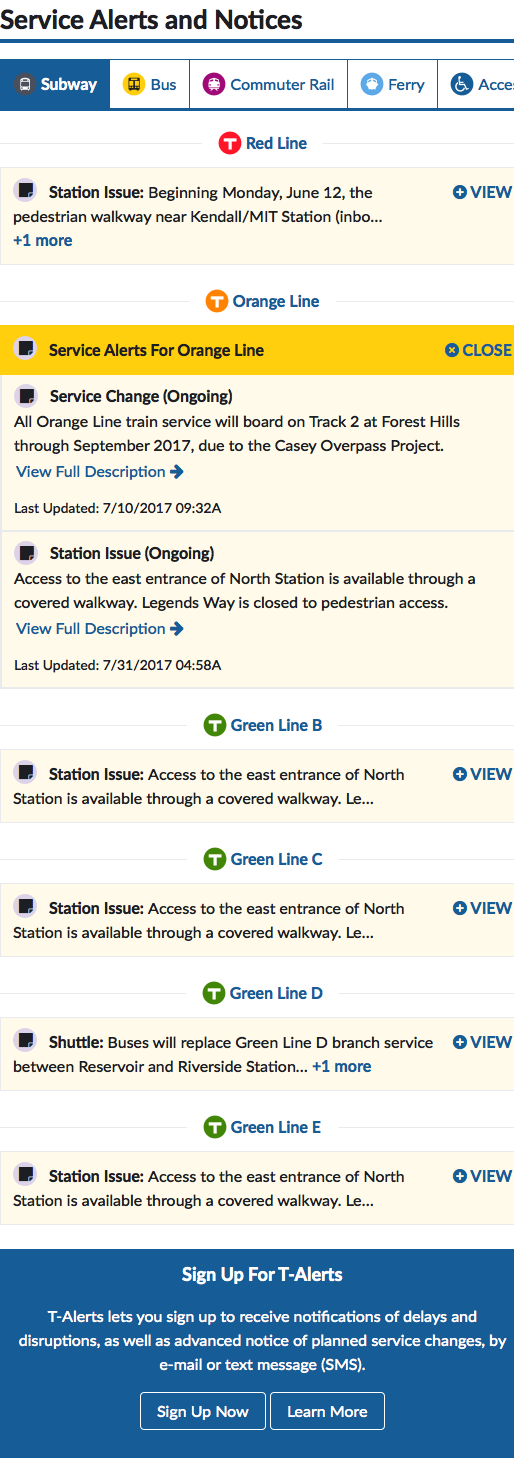 Service Alerts and Notices
Subway Bus Commuter Rail Ferry Acce
T Red Line
Station Issue: Beginning Monday, June 12, the VIEW
pedestrian walkway near Kendall/MIT Station (inbo...
+1 more
T Orange Line
Service Alerts For Orange Line CLOSE
Service Change (Ongoing)
All Orange Line train service will board on Track 2 at Forest Hills
through September 2017, due to the Casey Overpass Project.
View Full Description
Last Updated: 7/10/2017 09:32A
Station Issue (Ongoing)
Access to the east entrance of North Station is available through a
covered walkway. Legends Way is closed to pedestrian access.
View Full Description
Last Updated: 7/31/2017 04:58A
T Green Line B
Station Issue: Access to the east entrance of North VIEW
Station is available through a covered walkway. Le...
T Green Line C
Station Issue: Access to the east entrance of North VIEW
Station is available through a covered walkway. Le...
T Green Line D
Shuttle: Buses will replace Green Line D branch service VIEW
between Reservoir and Riverside Station... +1 more
T Green Line E
Station Issue: Access to the east entrance of North VIEW
Station is available through a covered walkway. Le...
Sign Up For T-Alerts
T-Alerts lets you sign up to receive notifications of delays and
disruptions, as well as advanced notice of planned service changes, by
e-mail or text message (SMS).
Sign Up Now Learn More